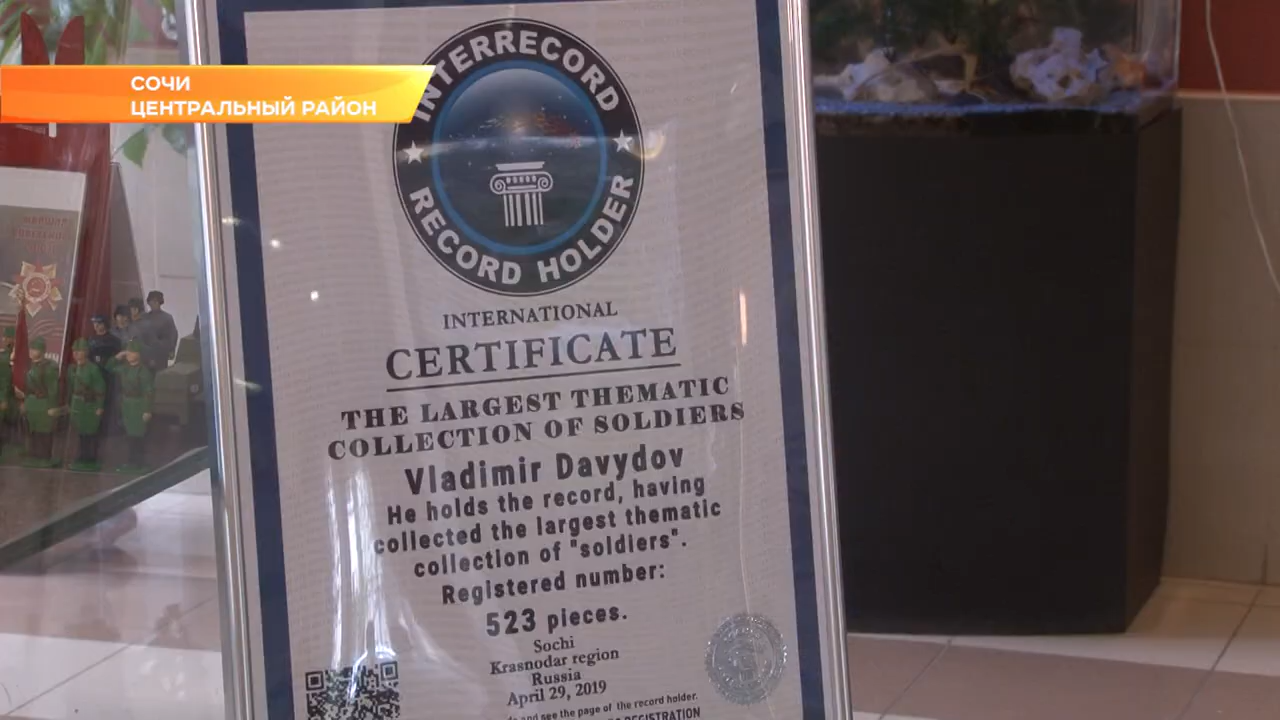 СОЧИ
ЦЕНТРАЛЬНЫЙ РАЙОН
INTERRECORD
RECORD HOLDER
INTERNATIONAL
CERTIFICATE
THE LARGEST THEMATIC
COLLECTION OF SOLDIERS
Vladimir Davydov
He holds the record, having
collected the largest thematic
collection of "soldiers".
Registered number:
523 pieces.
Sochi
Krasnodar region
Russia
April 29, 2019
and see the page of the record holder.
REGISTRATION